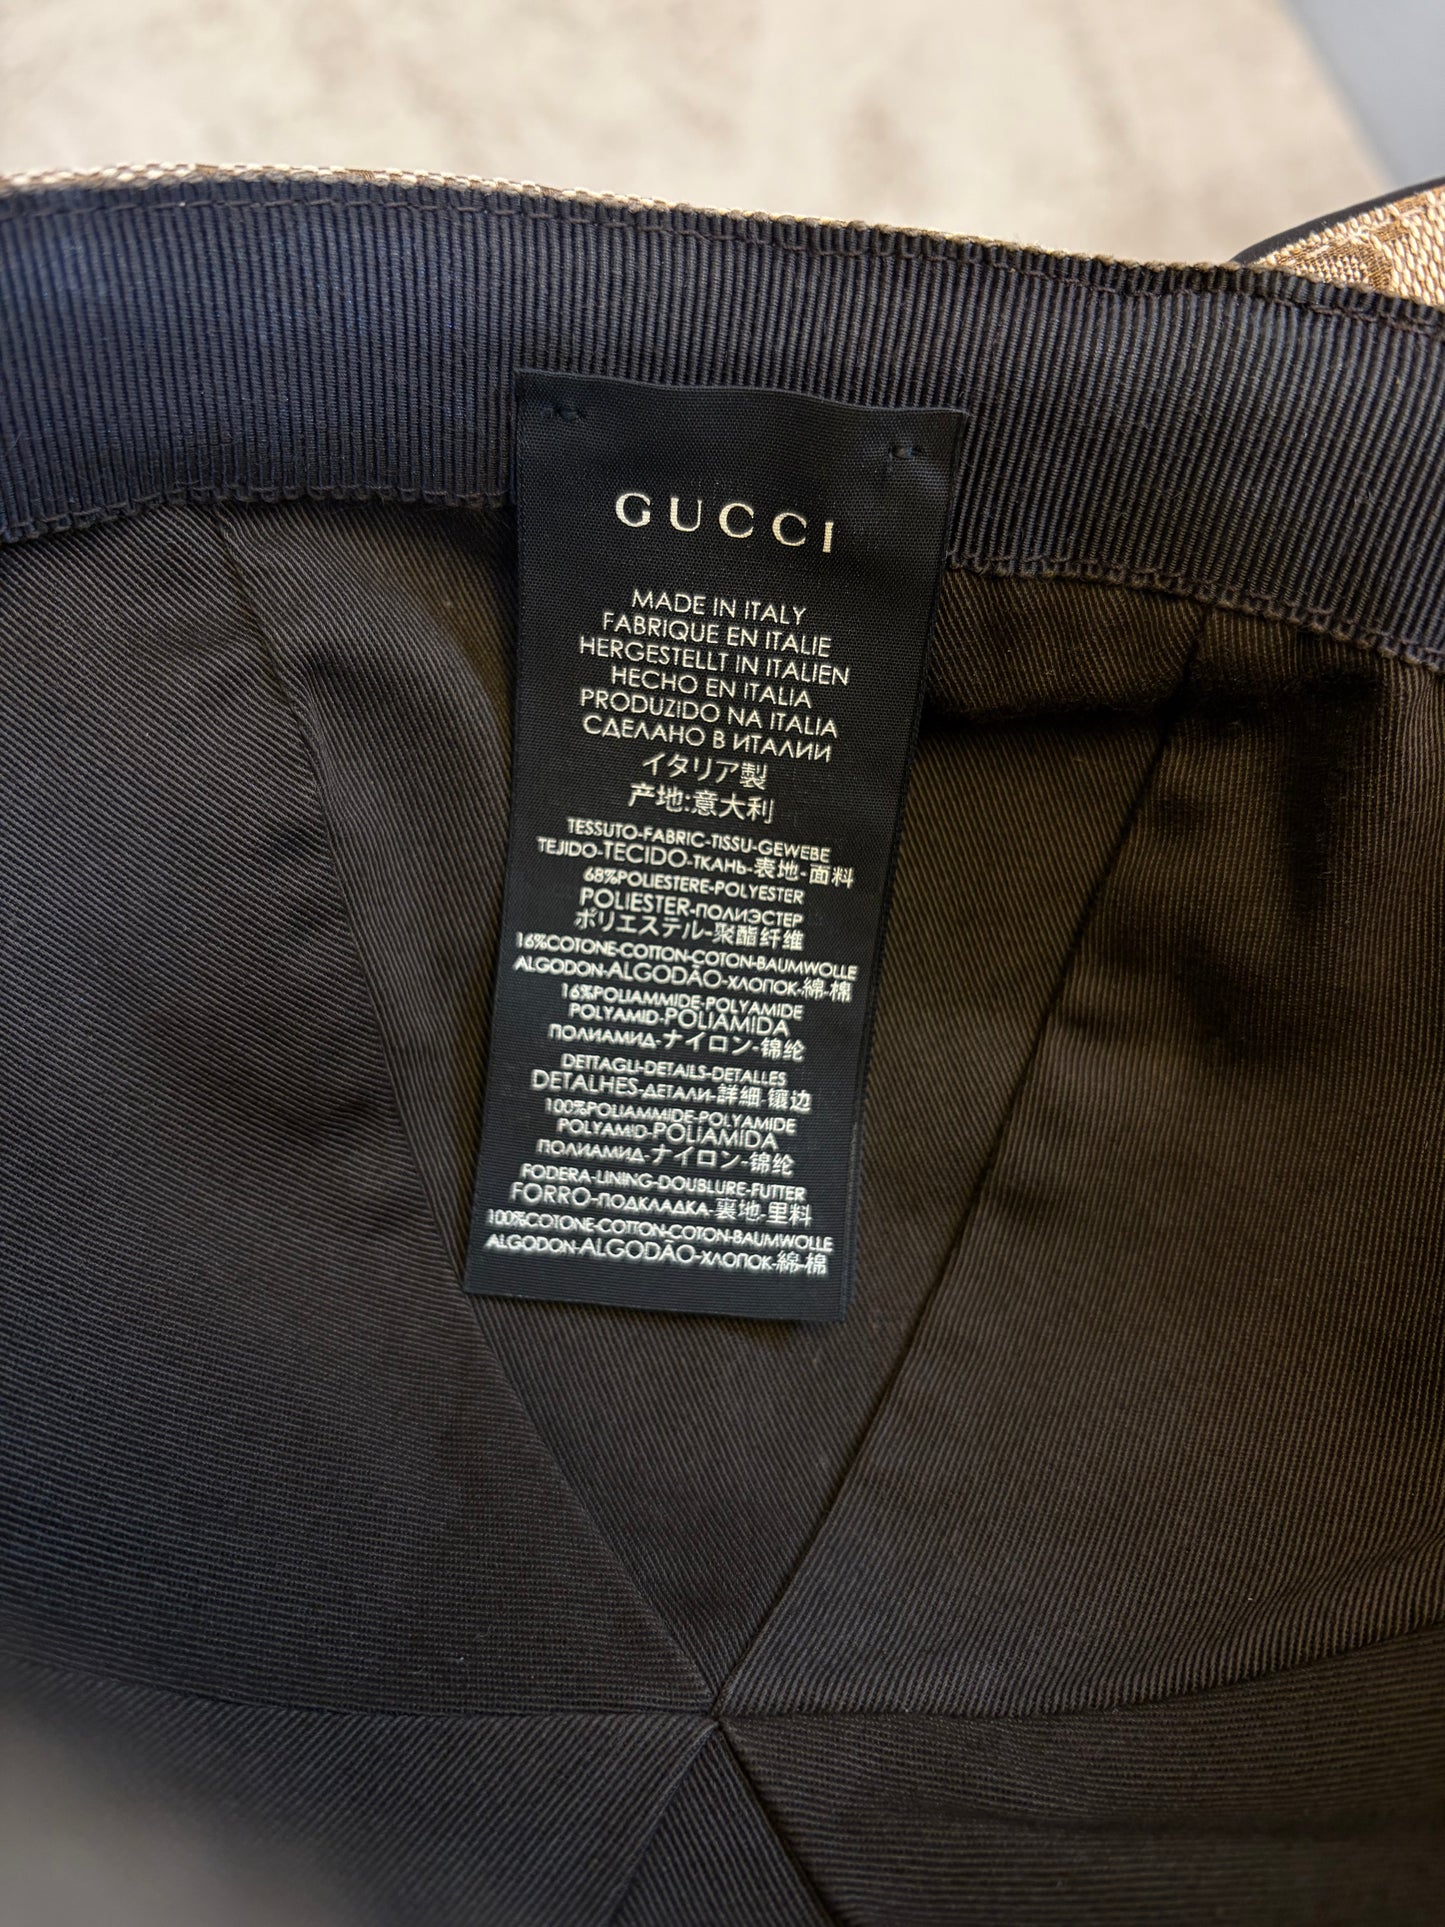 GUCCI
MADE IN ITALY
FABRIQUE EN ITALIE
HERGESTELLT IN ITALIEN
HECHO EN ITALIA
PRODUZIDO NA ITALIA
СДЕЛАНО В ИТАЛИИ
イタリア製
产地:意大利
TESSUTO-FABRIC-TISSU-GEWEBE
TEJIDO-TECIDO-ТКАНЬ-表地-面料
68%POLIESTERE-POLYESTER
POLIESTER-ПОЛИЭСТЕР
ポリエステル-聚酯纤维
16%COTONE-COTTON-COTON-BAUMWOLLE
ALGODON-ALGODÃO-ХЛОПОК-綿-棉
16%POLIAMMIDE-POLYAMIDE
POLYAMID-POLIAMIDA
ПОЛИАМИД-ナイロン-锦纶
DETTAGLI-DETAILS-DETALLES
DETALHES-ДЕТАЛИ-詳細-镶边
100%POLIAMMIDE-POLYAMIDE
POLYAMID-POLIAMIDA
ПОЛИАМИД-ナイロン-锦纶
FODERA-LINING-DOUBLURE-FUTTER
FORRO-ПОДКЛАДКА-裏地-里料
100%COTONE-COTTON-COTON-BAUMWOLLE
ALGODON-ALGODÃO-ХЛОПОК-綿-棉